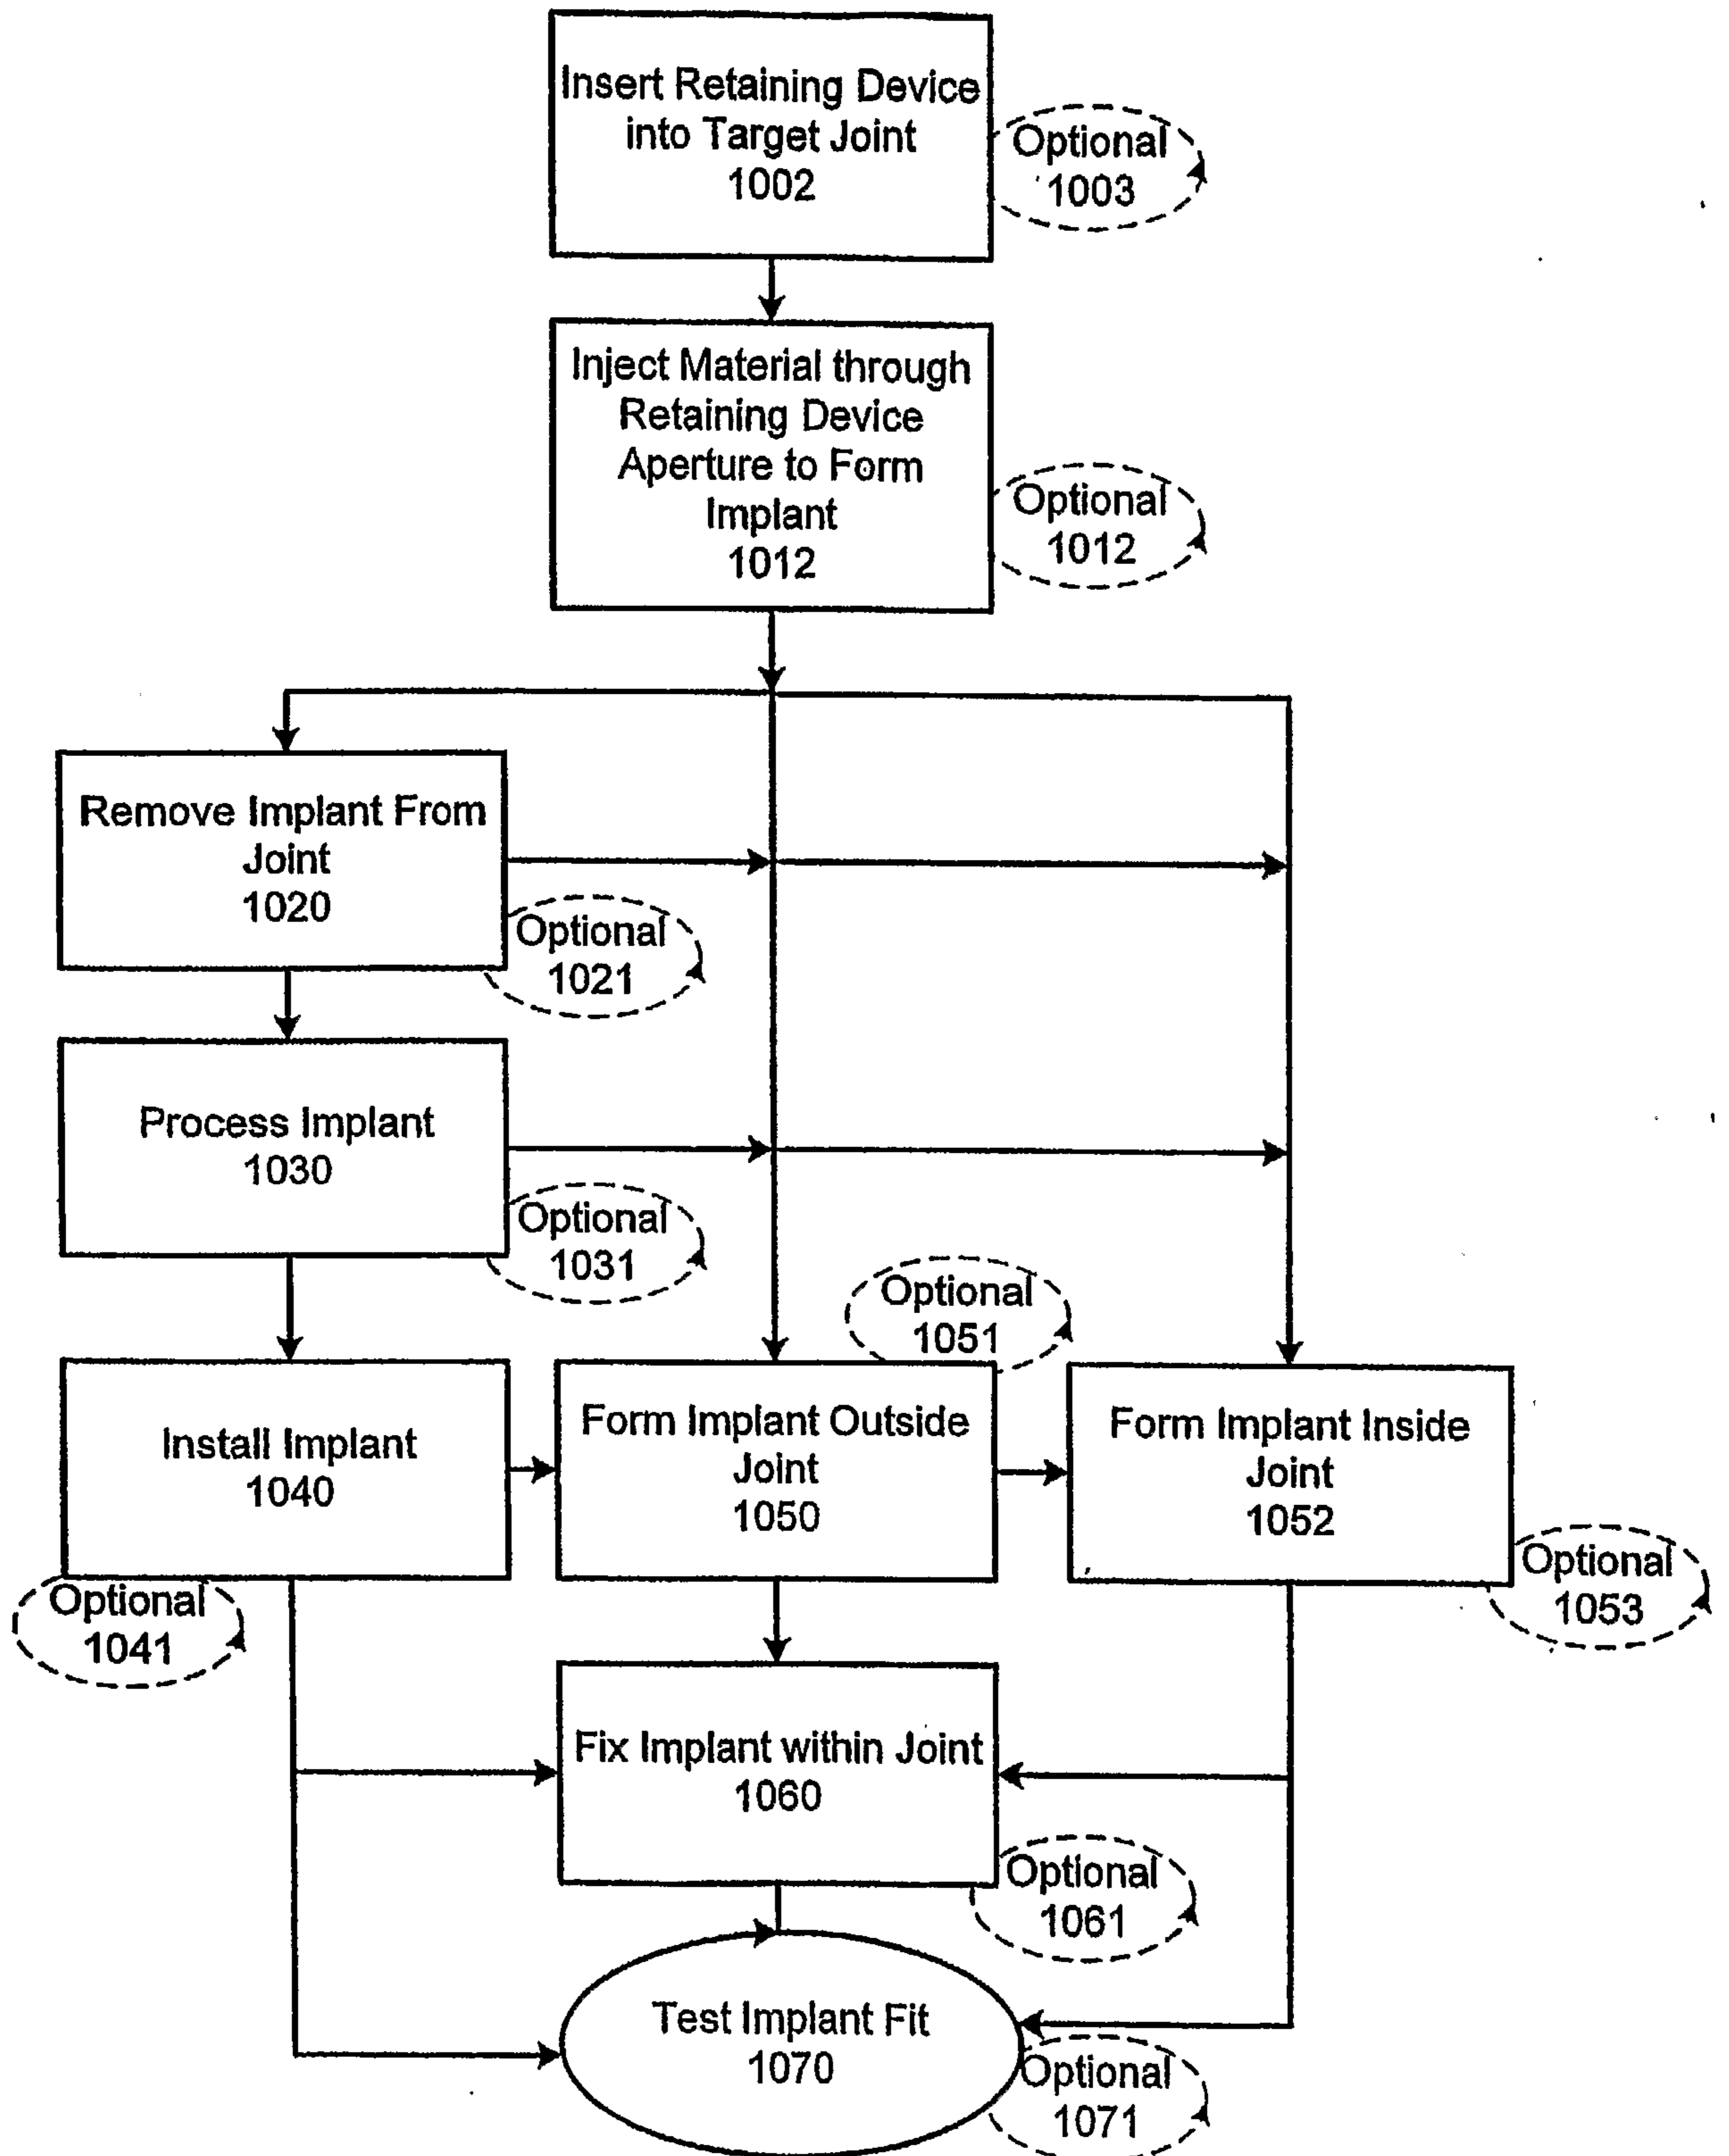 Insert Retaining Device
into Target Joint
1002
Optional
1003
Inject Material through
Retaining Device
Aperture to Form
Implant
1012
Optional
1012
Remove Implant From
Joint
1020
Optional
1021
Process Implant
1030
Optional
1031
Optional
1051
Install Implant
1040
Form Implant Outside
Joint
1050
Form Implant Inside
Joint
1052
Optional
1041
Optional
1053
Fix Implant within Joint
1060
Optional
1061
Test Implant Fit
1070
Optional
1071